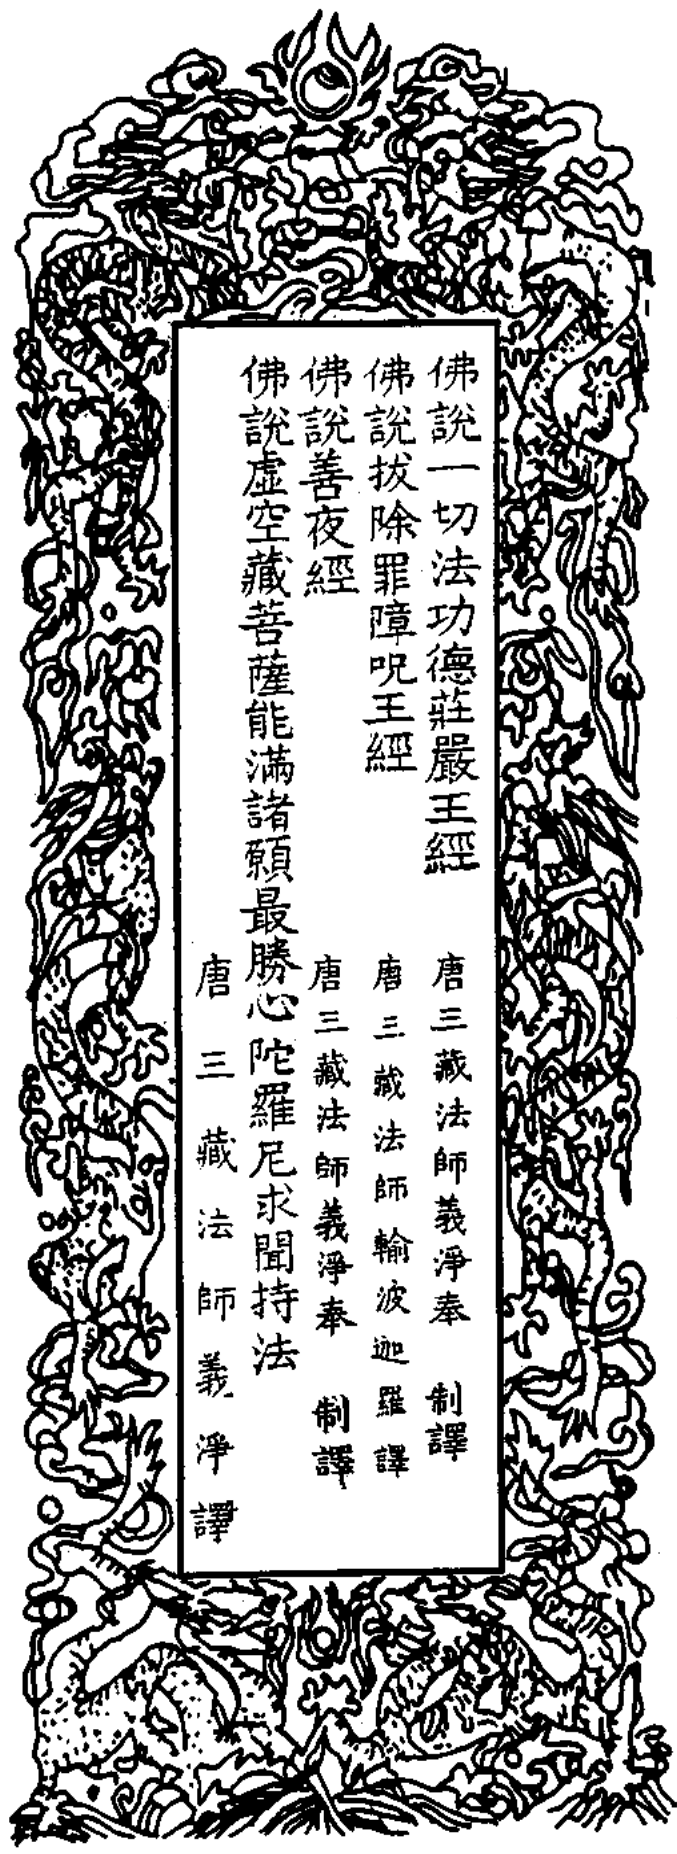 佛說一切法功德莊嚴王經　唐三藏法師義淨奉　制譯
佛說拔除罪障呪王經　唐三藏法師輸波迦羅譯
佛說善夜經　唐三藏法師義淨奉　制譯
佛說虛空藏菩薩能滿諸願最勝心陀羅尼求聞持法
唐三藏法師義淨譯